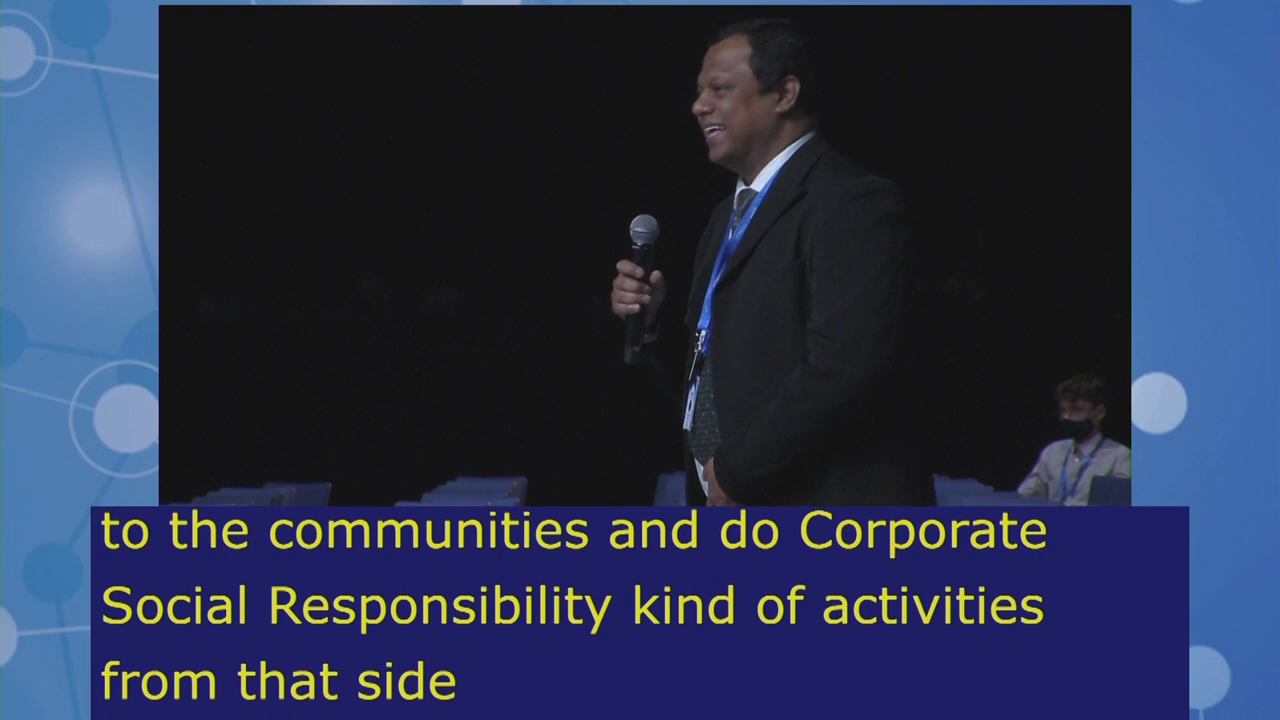 to the communities and do Corporate
Social Responsibility kind of activities
from that side